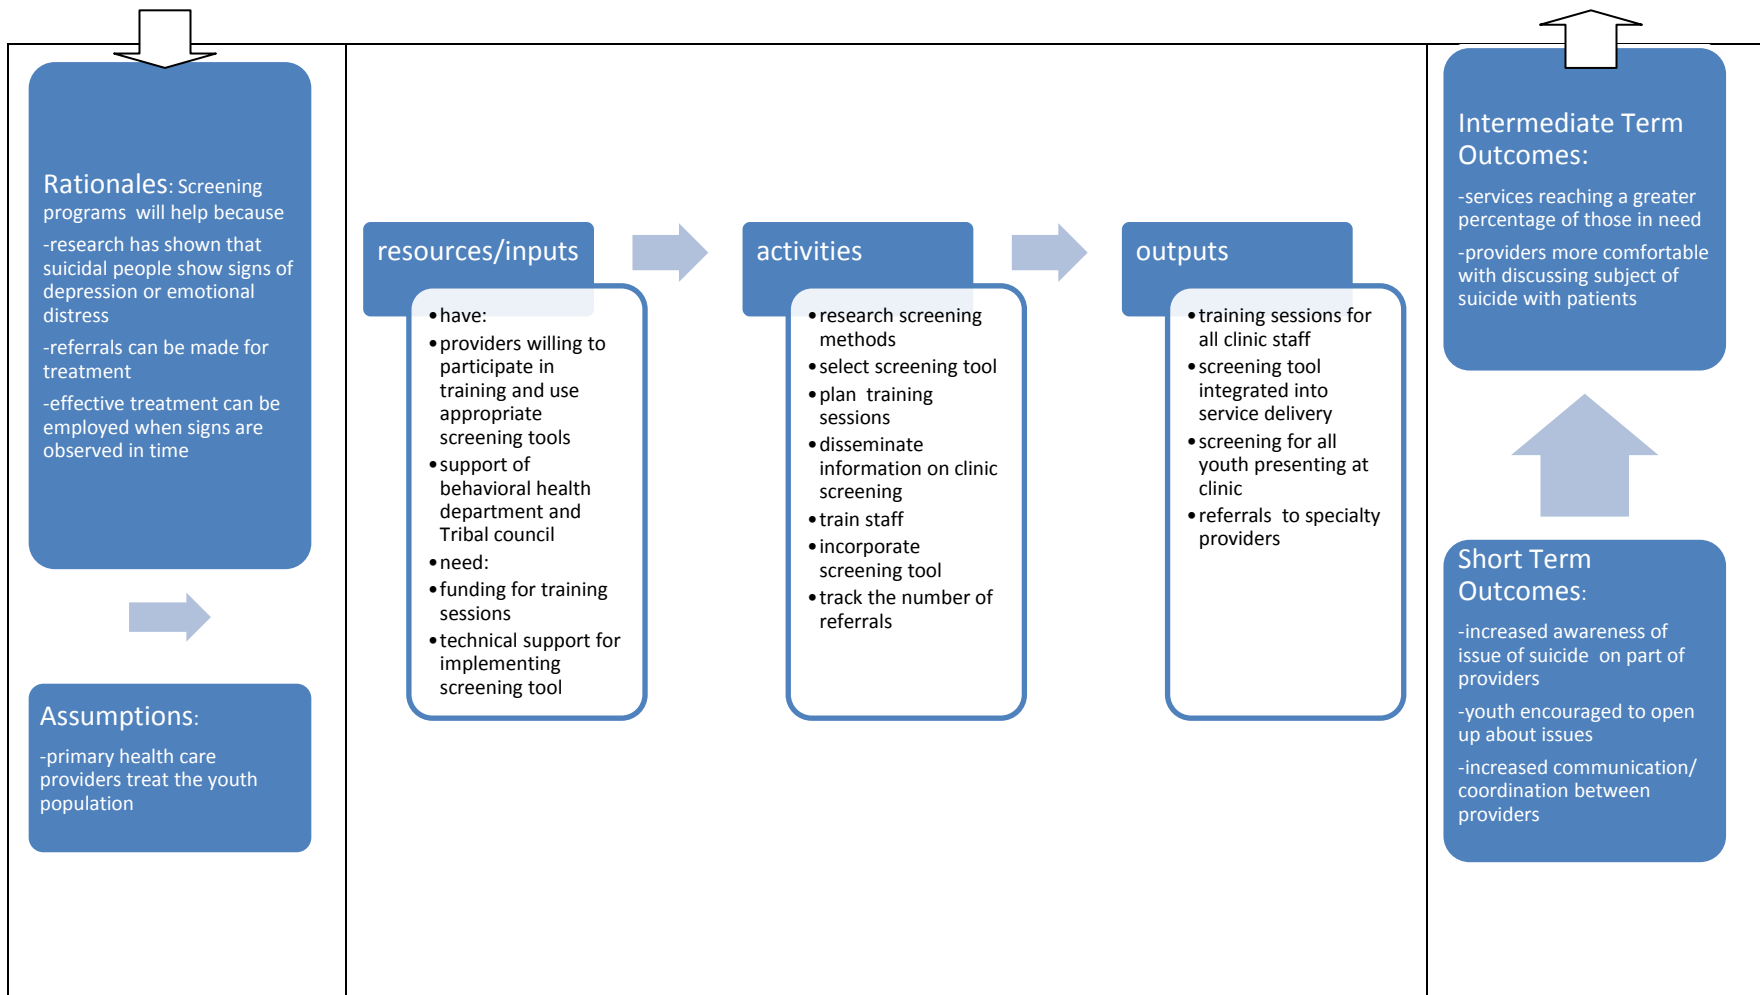 Rationales: Screening
programs will help because
-research has shown that
suicidal people show signs of
depression or emotional
distress
-referrals can be made for
treatment
-effective treatment can be
employed when signs are
observed in time
Assumptions:
-primary health care
providers treat the youth
population
resources/inputs
•have:
•providers willing to
participate in
training and use
appropriate
screening tools
•support of
behavioral health
department and
Tribal council
•need:
•funding for training
sessions
•technical support for
implementing
screening tool
activities
•research screening
methods
•select screening tool
•plan training
sessions
•disseminate
information on clinic
screening
•train staff
•incorporate
screening tool
•track the number of
referrals
outputs
•training sessions for
all clinic staff
•screening tool
integrated into
service delivery
•screening for all
youth presenting at
clinic
•referrals to specialty
providers
Intermediate Term
Outcomes:
-services reaching a greater
percentage of those in need
-providers more comfortable
with discussing subject of
suicide with patients
Short Term
Outcomes:
-increased awareness of
issue of suicide on part of
providers
-youth encouraged to open
up about issues
-increased communication/
coordination between
providers